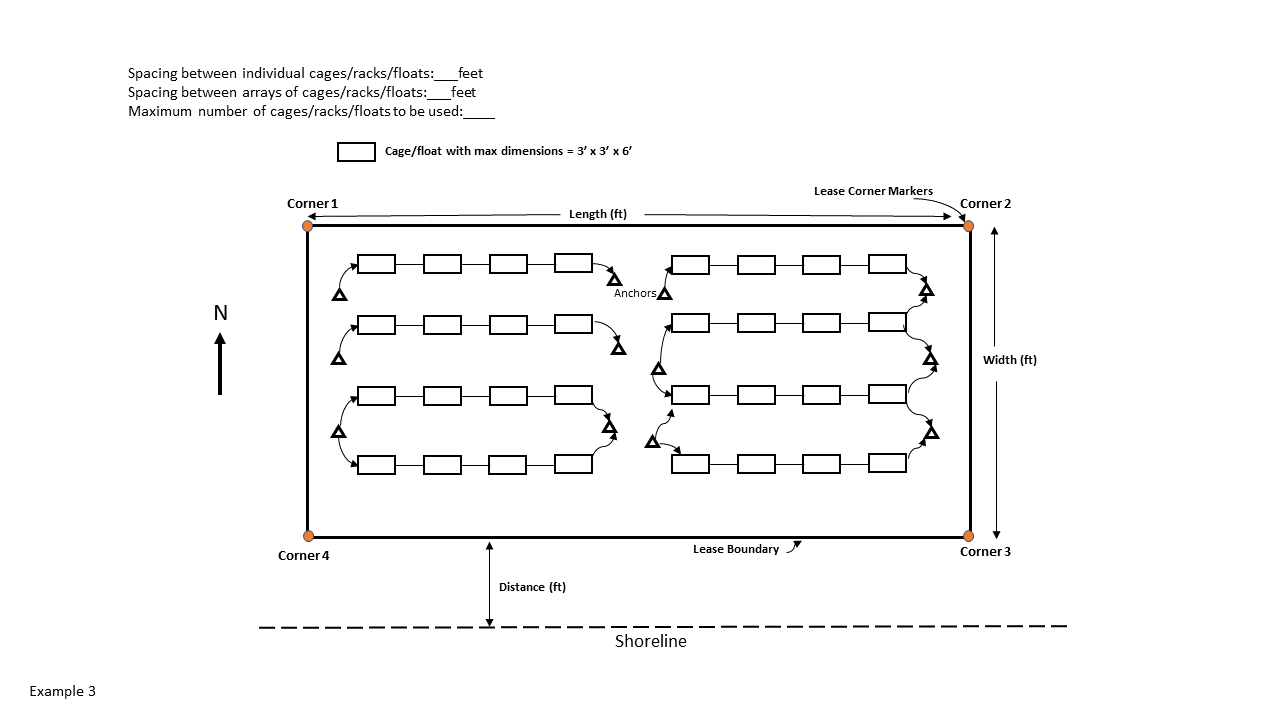 Spacing between individual cages/racks/floats:___feet
Spacing between arrays of cages/racks/floats:___feet
Maximum number of cages/racks/floats to be used:____
Cage/float with max dimensions = 3’ x 3’ x 6’
Lease Corner Markers
Corner 1
Length (ft)
Corner 2
Anchors
N
Width (ft)
Corner 4
Lease Boundary
Corner 3
Distance (ft)
Shoreline
Example 3